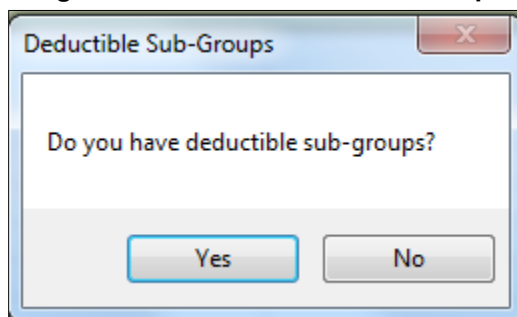 Deductible Sub-Groups
Do you have deductible sub-groups?
Yes
No